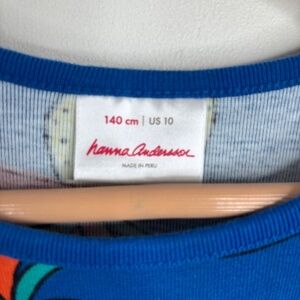 140 cm | US 10
hanna andersson
MADE IN PERU